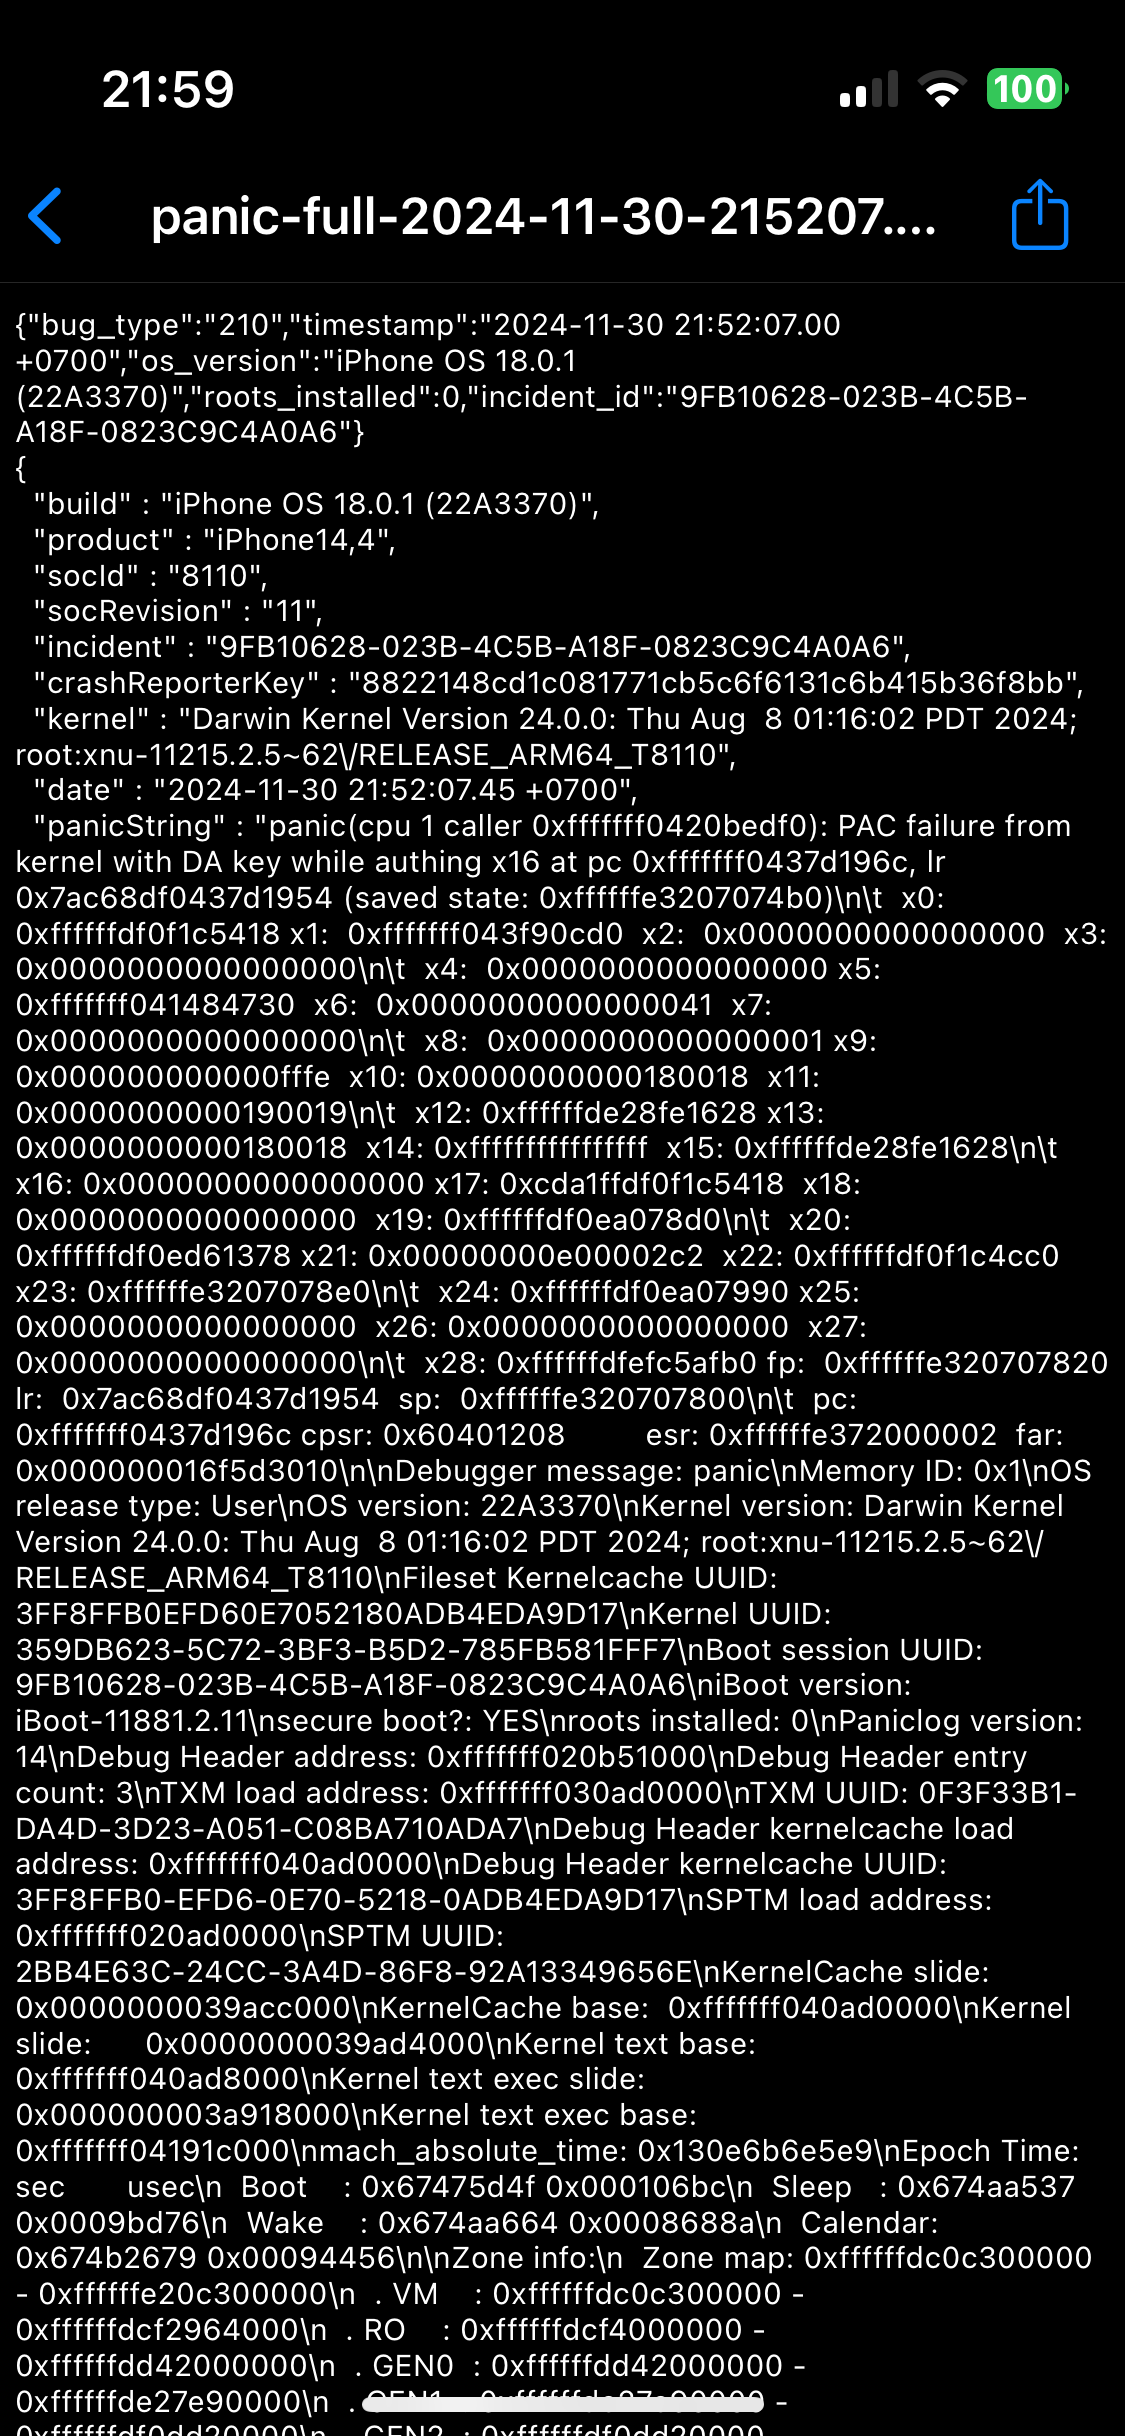 21:59
100
panic-full-2024-11-30-215207....
{"bug_type":"210","timestamp":"2024-11-30 21:52:07.00
+0700","os_version":"iPhone OS 18.0.1
(22A3370)","roots_installed":0,"incident_id":"9FB10628-023B-4C5B-
A18F-0823C9C4A0A6"}
{
"build" : "iPhone OS 18.0.1 (22A3370)",
"product" : "iPhone14,4",
"socId" : "8110",
"socRevision" : "11",
"incident" : "9FB10628-023B-4C5B-A18F-0823C9C4A0A6",
"crashReporterKey" : "8822148cd1c081771cb5c6f6131c6b415b36f8bb",
"kernel" : "Darwin Kernel Version 24.0.0: Thu Aug  8 01:16:02 PDT 2024;
root:xnu-11215.2.5~62\/RELEASE_ARM64_T8110",
"date" : "2024-11-30 21:52:07.45 +0700",
"panicString" : "panic(cpu 1 caller 0xfffffff0420bedf0): PAC failure from
kernel with DA key while authing x16 at pc 0xfffffff0437d196c, lr
0x7ac68df0437d1954 (saved state: 0xffffffe3207074b0)\n\t  x0:
0xffffffdf0f1c5418 x1:  0xfffffff043f90cd0  x2:  0x0000000000000000  x3:
0x0000000000000000\n\t  x4:  0x0000000000000000 x5:
0xfffffff041484730  x6:  0x0000000000000041  x7:
0x0000000000000000\n\t  x8:  0x0000000000000001 x9:
0x000000000000fffe  x10: 0x0000000000180018  x11:
0x0000000000190019\n\t  x12: 0xffffffde28fe1628 x13:
0x0000000000180018  x14: 0xffffffffffffffff  x15: 0xffffffde28fe1628\n\t
x16: 0x0000000000000000 x17: 0xcda1ffdf0f1c5418  x18:
0x0000000000000000  x19: 0xffffffdf0ea078d0\n\t  x20:
0xffffffdf0ed61378 x21: 0x00000000e00002c2  x22: 0xffffffdf0f1c4cc0
x23: 0xffffffe3207078e0\n\t  x24: 0xffffffdf0ea07990 x25:
0x0000000000000000  x26: 0x0000000000000000  x27:
0x0000000000000000\n\t  x28: 0xffffffdfefc5afb0 fp:  0xffffffe320707820
lr:  0x7ac68df0437d1954  sp:  0xffffffe320707800\n\t  pc:
0xfffffff0437d196c cpsr: 0x60401208         esr: 0xffffffe372000002  far:
0x000000016f5d3010\n\nDebugger message: panic\nMemory ID: 0x1\nOS
release type: User\nOS version: 22A3370\nKernel version: Darwin Kernel
Version 24.0.0: Thu Aug  8 01:16:02 PDT 2024; root:xnu-11215.2.5~62\/
RELEASE_ARM64_T8110\nFileset Kernelcache UUID:
3FF8FFB0EFD60E7052180ADB4EDA9D17\nKernel UUID:
359DB623-5C72-3BF3-B5D2-785FB581FFF7\nBoot session UUID:
9FB10628-023B-4C5B-A18F-0823C9C4A0A6\niBoot version:
iBoot-11881.2.11\nsecure boot?: YES\nroots installed: 0\nPaniclog version:
14\nDebug Header address: 0xfffffff020b51000\nDebug Header entry
count: 3\nTXM load address: 0xfffffff030ad0000\nTXM UUID: 0F3F33B1-
DA4D-3D23-A051-C08BA710ADA7\nDebug Header kernelcache load
address: 0xfffffff040ad0000\nDebug Header kernelcache UUID:
3FF8FFB0-EFD6-0E70-5218-0ADB4EDA9D17\nSPTM load address:
0xfffffff020ad0000\nSPTM UUID:
2BB4E63C-24CC-3A4D-86F8-92A13349656E\nKernelCache slide:
0x0000000039acc000\nKernelCache base:  0xfffffff040ad0000\nKernel
slide:      0x0000000039ad4000\nKernel text base:
0xfffffff040ad8000\nKernel text exec slide:
0x000000003a918000\nKernel text exec base:
0xfffffff04191c000\nmach_absolute_time: 0x130e6b6e5e9\nEpoch Time:
sec       usec\n  Boot    : 0x67475d4f 0x000106bc\n  Sleep   : 0x674aa537
0x0009bd76\n  Wake    : 0x674aa664 0x0008688a\n  Calendar:
0x674b2679 0x00094456\n\nZone info:\n  Zone map: 0xffffffdc0c300000
- 0xffffffe20c300000\n  . VM    : 0xffffffdc0c300000 -
0xffffffdcf2964000\n  . RO    : 0xffffffdcf4000000 -
0xffffffdd42000000\n  . GEN0  : 0xffffffdd42000000 -
0xffffffde27e90000\n  . -
0xffffffdf0dd20000\n  . GEN2  : 0xffffffdf0dd20000